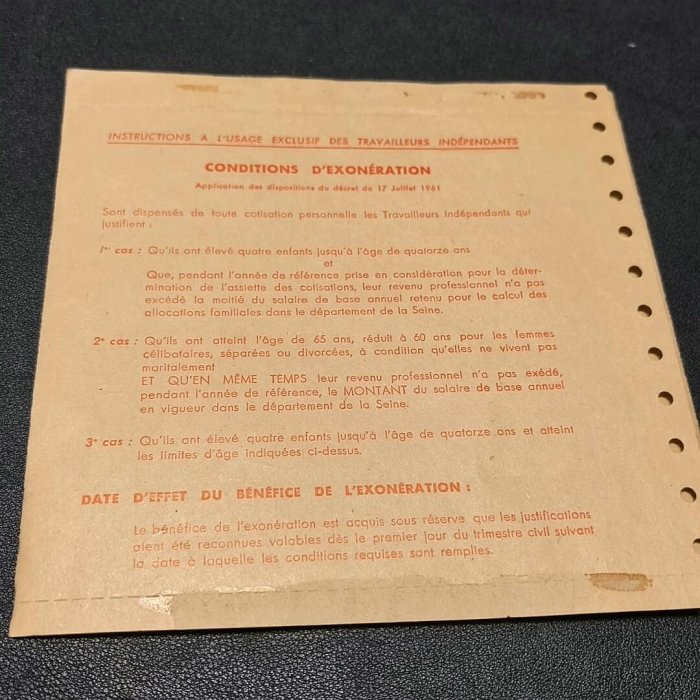 INSTRUCTIONS A L'USAGE EXCLUSIF DES TRAVAILLEURS INDÉPENDANTS
CONDITIONS D'EXONÉRATION
Application des dispositions du décret du 17 Juillet 1961
Sont dispensés de toute cotisation personnelle les Travailleurs Indépendants qui
justifient :
1er cas : Qu'ils ont élevé quatre enfants jusqu'à l'âge de quatorze ans
et
Que, pendant l'année de référence prise en considération pour la déter-
mination de l'assiette des cotisations, leur revenu professionnel n'a pas
excédé la moitié du salaire de base annuel retenu pour le calcul des
allocations familiales dans le département de la Seine.
2e cas : Qu'ils ont atteint l'âge de 65 ans, réduit à 60 ans pour les femmes
célibataires, séparées ou divorcées, à condition qu'elles ne vivent pas
maritalement
ET QU'EN MÊME TEMPS leur revenu professionnel n'a pas exédé,
pendant l'année de référence, le MONTANT du salaire de base annuel
en vigueur dans le département de la Seine.
3e cas : Qu'ils ont élevé quatre enfants jusqu'à l'âge de quatorze ans et atteint
les limites d'âge indiquées ci-dessus.
DATE D'EFFET DU BÉNÉFICE DE L'EXONÉRATION :
Le bénéfice de l'exonération est acquis sous réserve que les justifications
aient été reconnues valables dès le premier jour du trimestre civil suivant
la date à laquelle les conditions requises sont remplies.